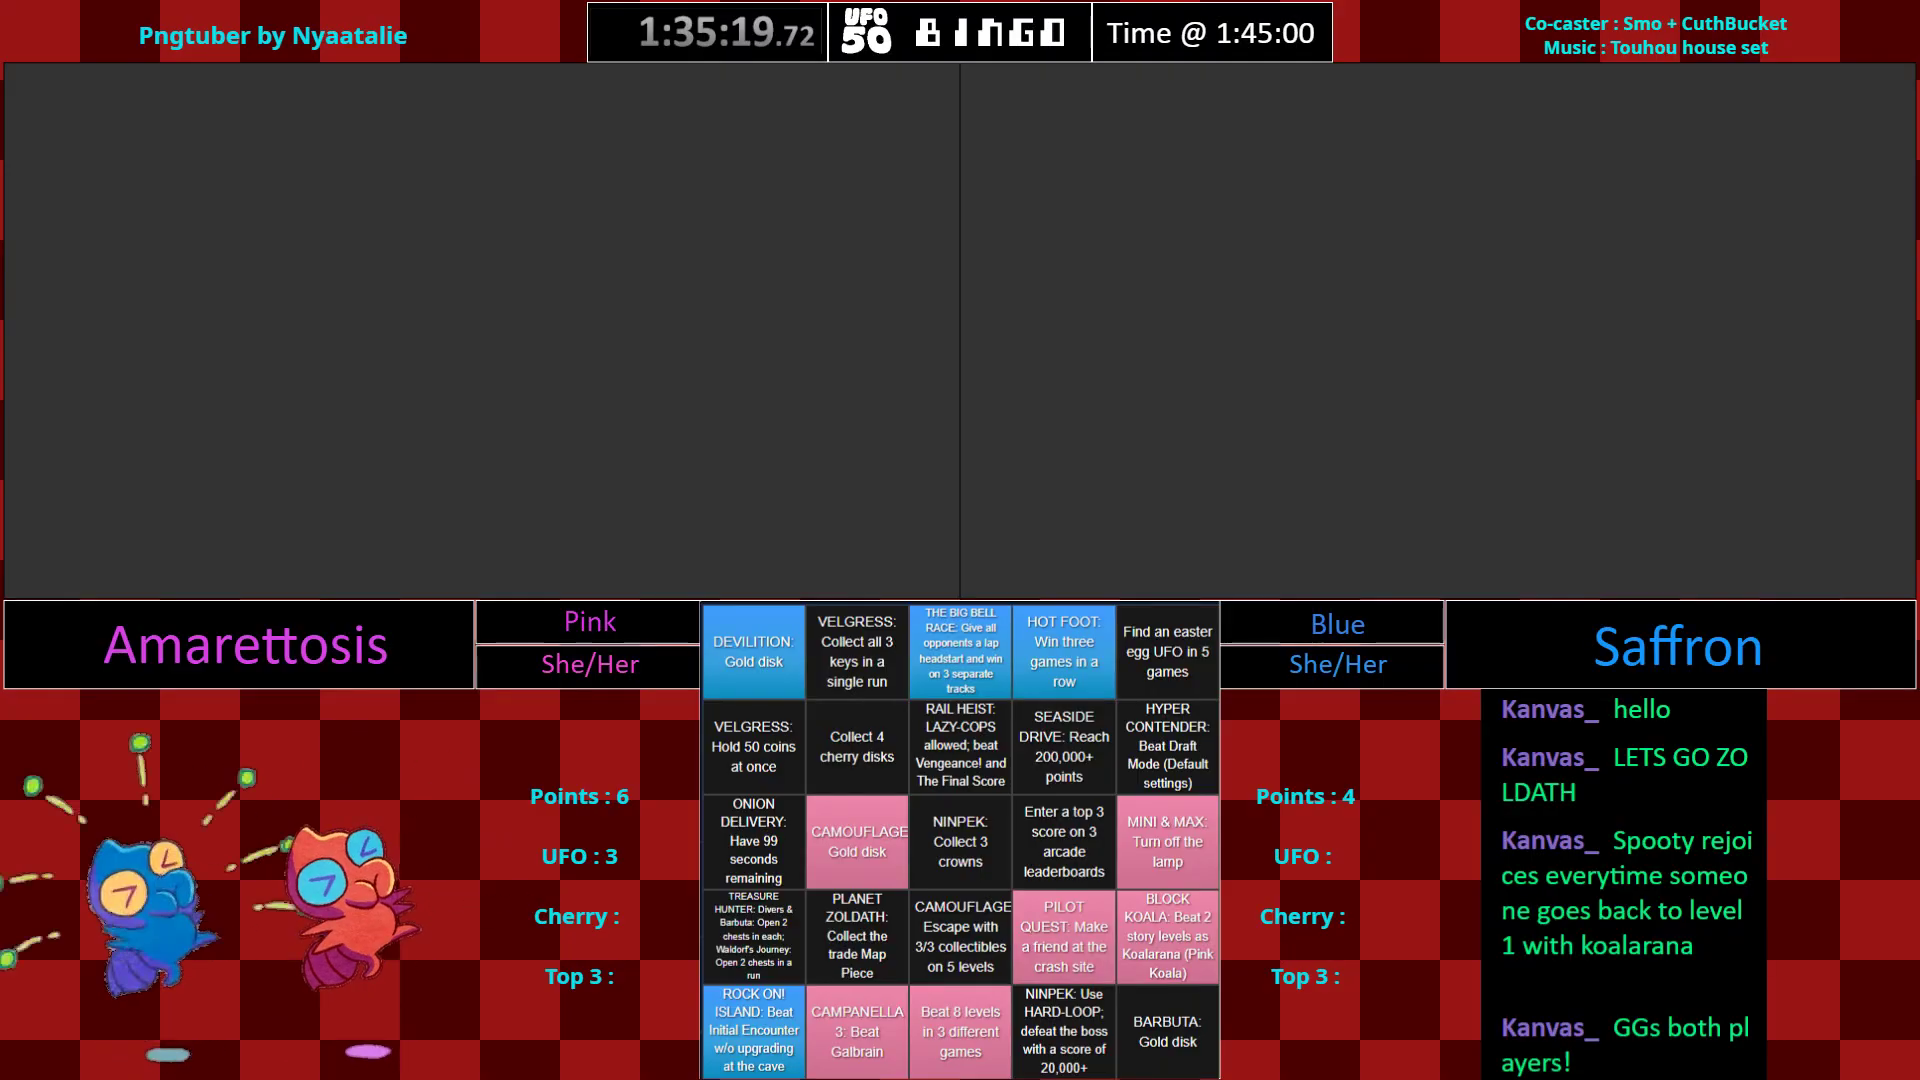 Pngtuber by Nyaatalie
1:35:19.72
UFO 50
BINGO
Time @ 1:45:00
Co-caster : Smo + CuthBucket
Music : Touhou house set
Amarettosis
Pink
She/Her
Blue
She/Her
Saffron
DEVILITION:
Gold disk
VELGRESS:
Collect all 3
keys in a
single run
THE BIG BELL
RACE: Give all
opponents a lap
headstart and win
on 3 separate
tracks
HOT FOOT:
Win three
games in a
row
Find an easter
egg UFO in 5
games
VELGRESS:
Hold 50 coins
at once
Collect 4
cherry disks
RAIL HEIST:
LAZY-COPS
allowed; beat
Vengeance! and
The Final Score
SEASIDE
DRIVE: Reach
200,000+
points
HYPER
CONTENDER:
Beat Draft
Mode (Default
settings)
ONION
DELIVERY:
Have 99
seconds
remaining
CAMOUFLAGE
Gold disk
NINPEK:
Collect 3
crowns
Enter a top 3
score on 3
arcade
leaderboards
MINI & MAX:
Turn off the
lamp
TREASURE
HUNTER: Divers &
Barbuta: Open 2
chests in each;
Waldorf's Journey:
Open 2 chests in a
run
PLANET
ZOLDATH:
Collect the
trade Map
Piece
CAMOUFLAGE
Escape with
3/3 collectibles
on 5 levels
PILOT
QUEST: Make
a friend at the
crash site
BLOCK
KOALA: Beat 2
story levels as
Koalarana (Pink
Koala)
ROCK ON!
ISLAND: Beat
Initial Encounter
w/o upgrading
at the cave
CAMPANELLA
3: Beat
Galbrain
Beat 8 levels
in 3 different
games
NINPEK: Use
HARD-LOOP;
defeat the boss
with a score of
20,000+
BARBUTA:
Gold disk
Points : 6
UFO : 3
Cherry :
Top 3 :
Points : 4
UFO :
Cherry :
Top 3 :
Kanvas_ hello
Kanvas_ LETS GO ZO
LDATH
Kanvas_ Spooty rejoi
ces everytime someo
ne goes back to level
1 with koalarana
Kanvas_ GGs both pl
ayers!